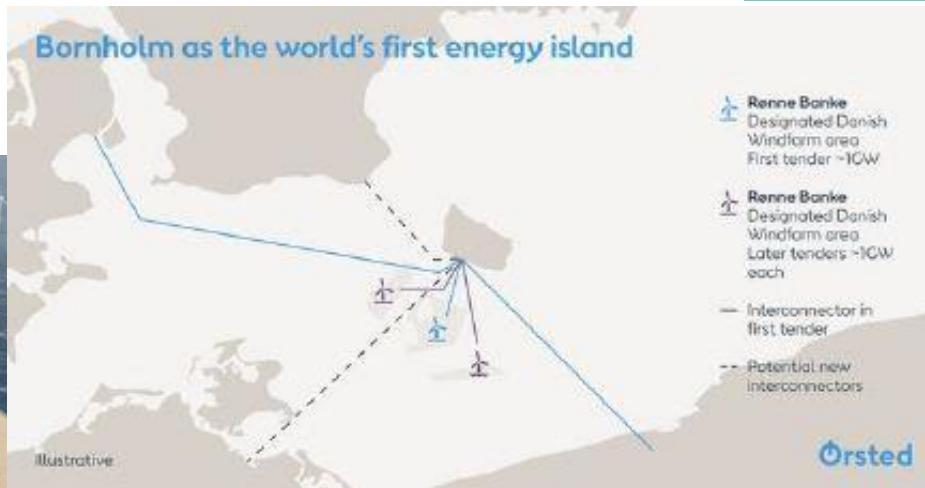 Bornholm as the world's first energy island
Rønne Banke
Designated Danish
Windfarm area
First tender ~1GW
Rønne Banke
Designated Danish
Windfarm area
Later tenders ~1GW
each
Interconnector in
first tender
Potential new
interconnectors
Illustrative
Ørsted